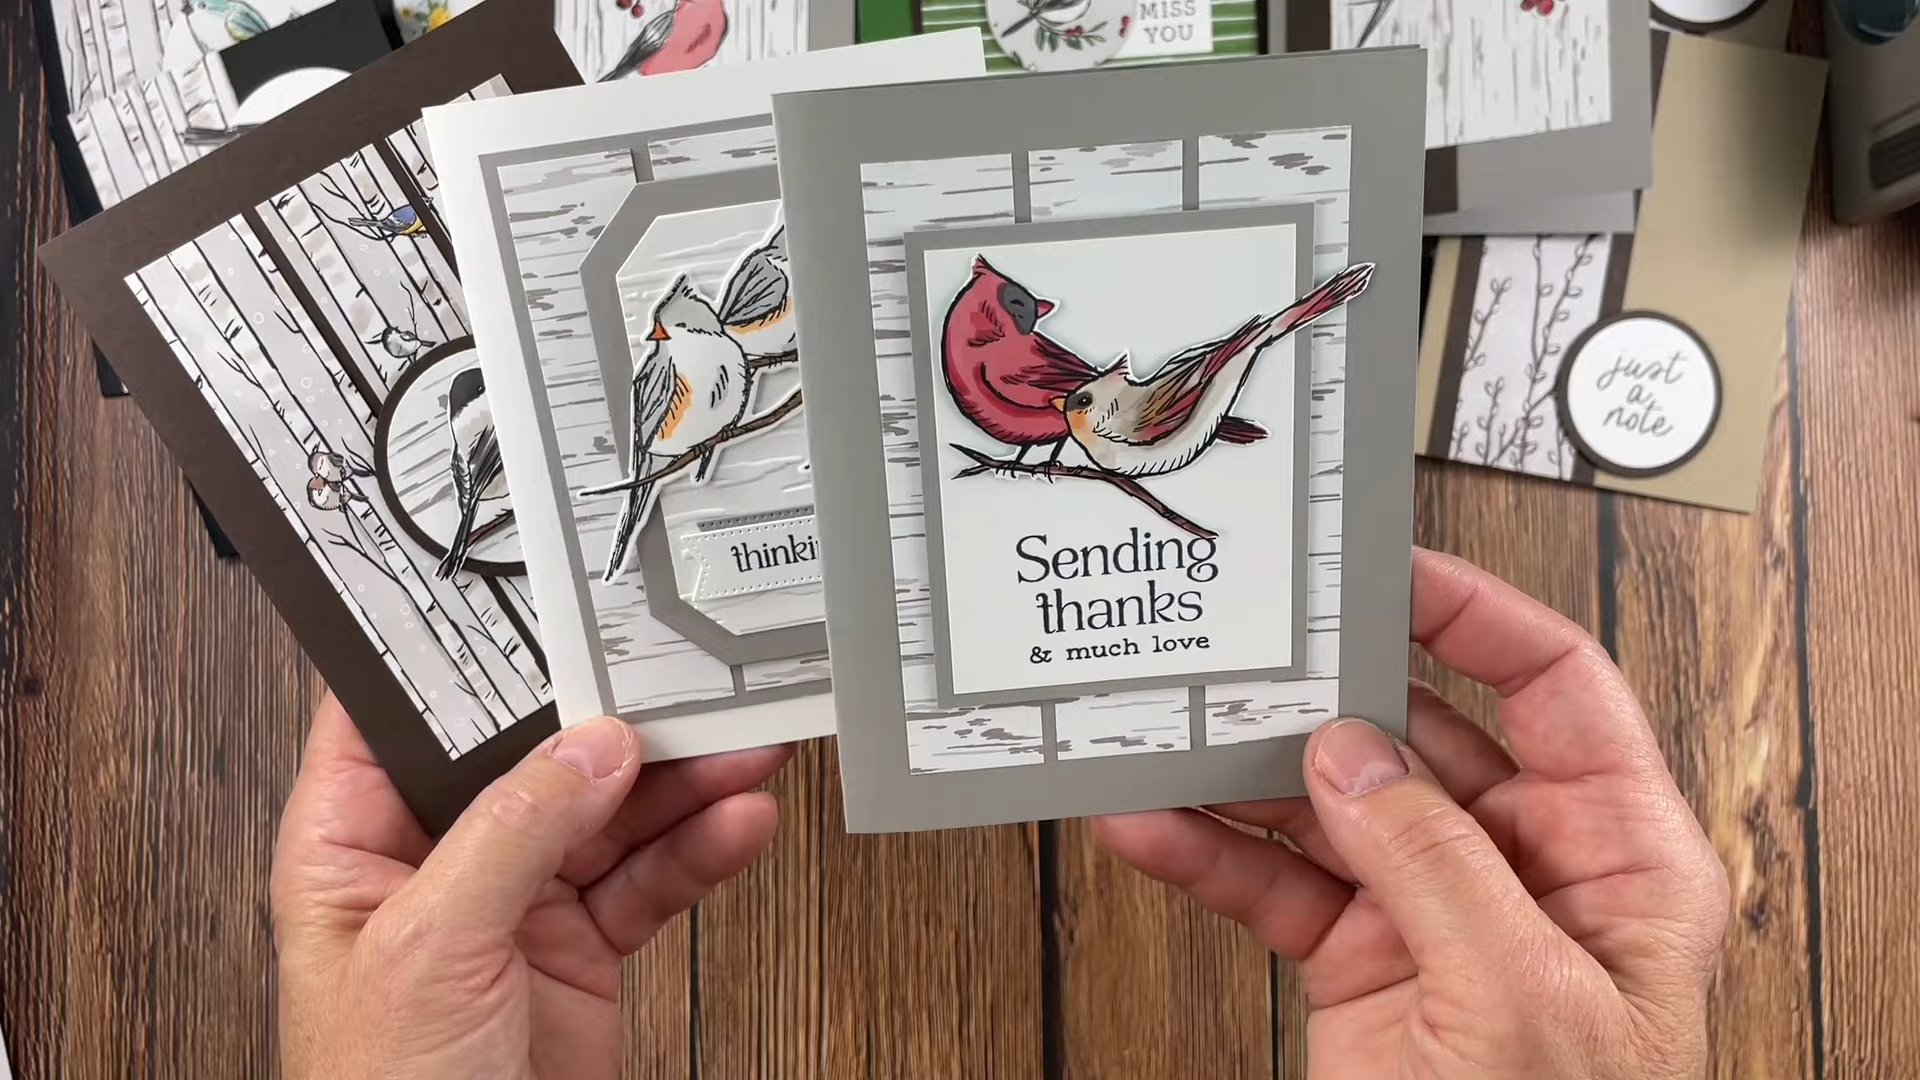 MISS
YOU
just
a
note
thinki
Sending
thanks
& much love